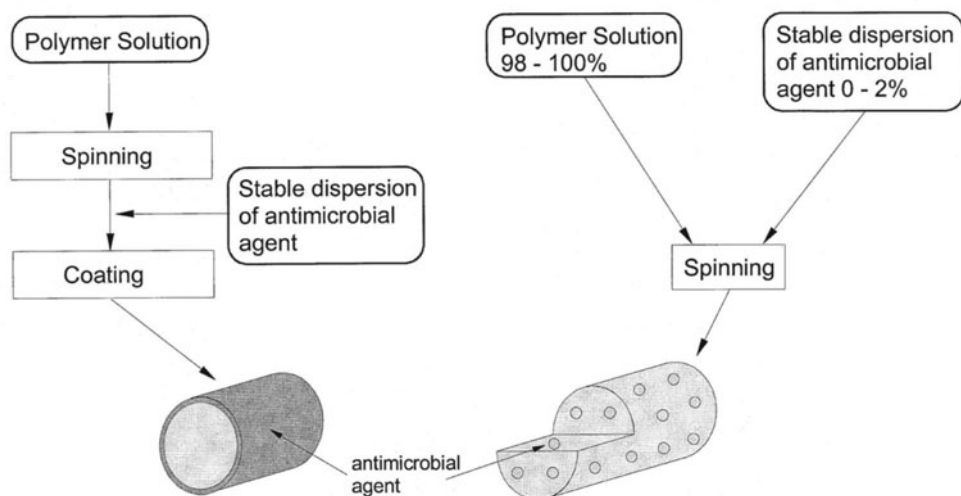 Polymer Solution
Spinning
Stable dispersion
of antimicrobial
agent
Coating
Polymer Solution
98 - 100%
Stable dispersion
of antimicrobial
agent 0 - 2%
Spinning
antimicrobial
agent